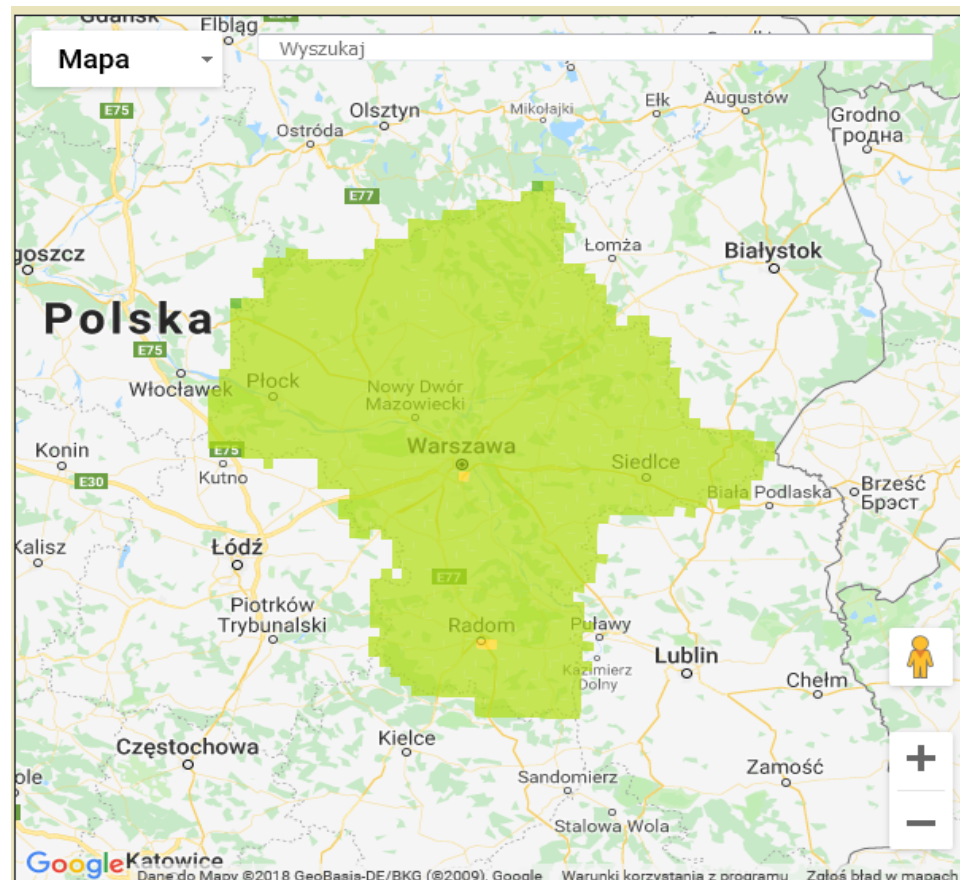 Gdańsk
Elbląg
Mapa
Wyszukaj
E75
Olsztyn
Mikołajki
Ełk
Augustów
Ostróda
Grodno
Гродна
E77
goszcz
Łomża
Białystok
Polska
E75
Włocławek
Płock
Nowy Dwór
Mazowiecki
Warszawa
E75
Konin
Kutno
Siedlce
E30
Biała Podlaska
Brześć
Брэст
Kalisz
Łódź
E77
Piotrków
Trybunalski
Radom
Puławy
Lublin
Kazimierz
Dolny
Chełm
Częstochowa
Kielce
Zamość
ole
Sandomierz
Stalowa Wola
Google
Katowice
Dane do Mapy ©2018 GeoBasis-DE/BKG (©2009), Google Warunki korzystania z programu Zgłoś błąd w mapach